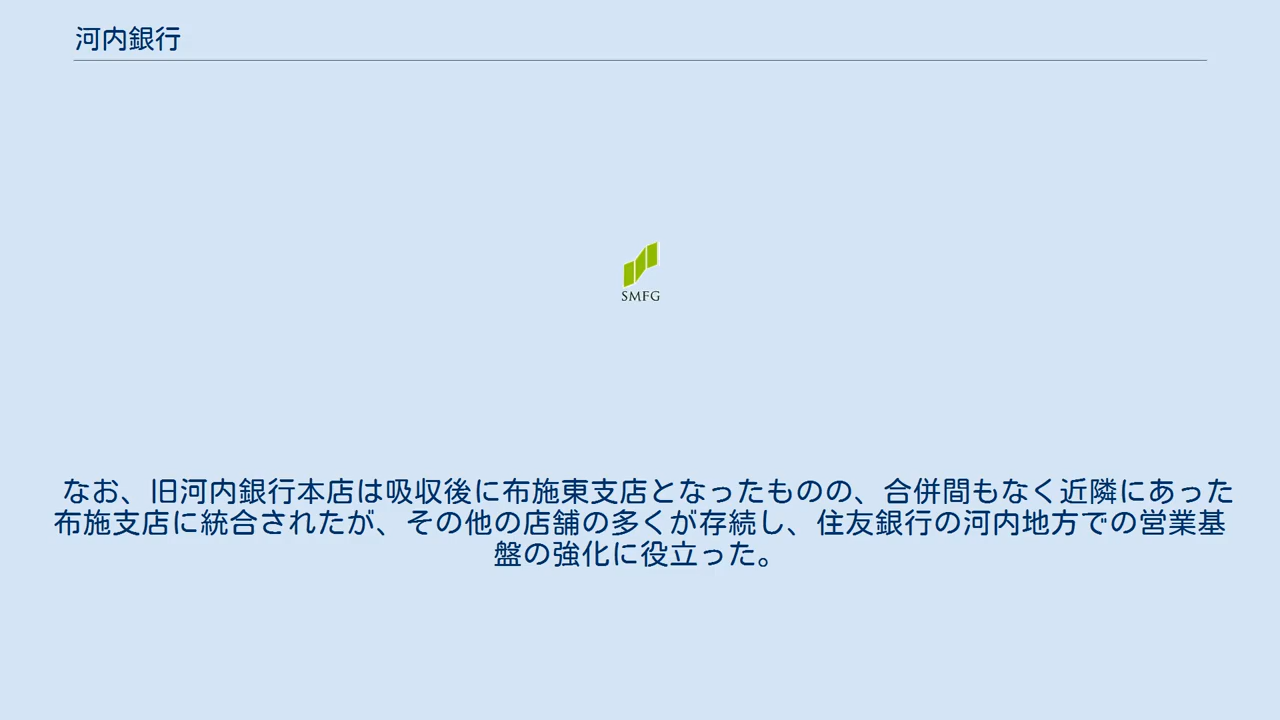 河内銀行
SMFG
なお、旧河内銀行本店は吸収後に布施東支店となったものの、合併間もなく近隣にあった
布施支店に統合されたが、その他の店舗の多くが存続し、住友銀行の河内地方での営業基
盤の強化に役立った。